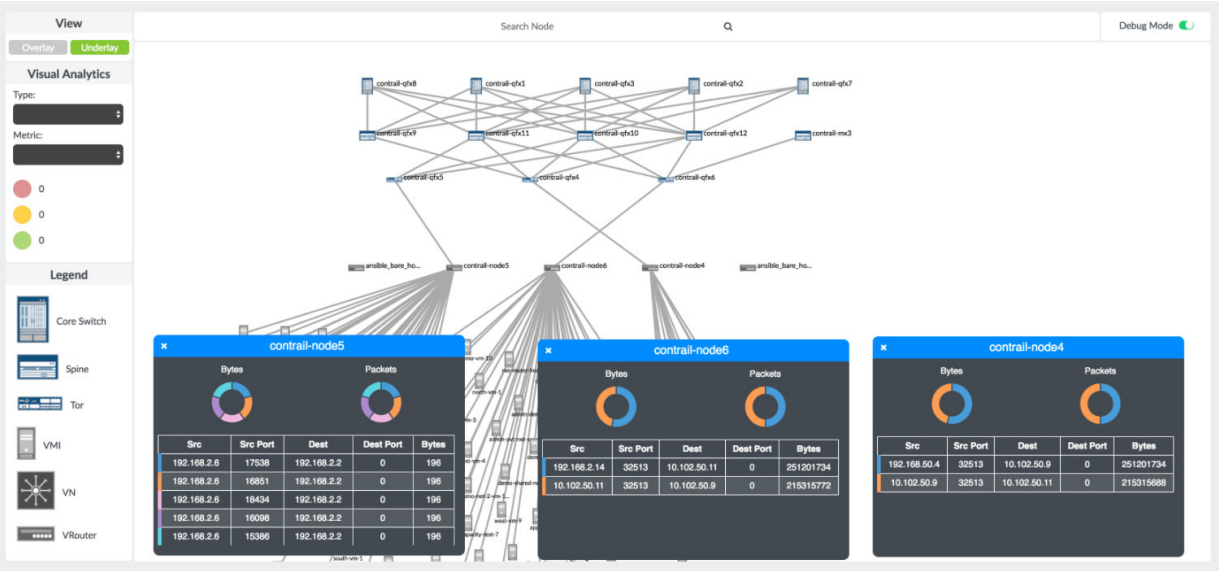 View
Search Node
Debug Mode
Overlay Underlay
Visual Analytics
Type:
Metric:
0
0
0
Legend
Core Switch
Spine
Tor
VMI
VN
VRouter
contrail-qfx8 contrail-qfx1 contrail-qfx3 contrail-qfx2 contrail-qfx7
contrail-qfx9 contrail-qfx11 contrail-qfx10 contrail-qfx12 contrail-mx3
contrail-qfx5 contrail-qfx4 contrail-qfx6
ansible_bare_ho... contrail-node5 contrail-node6 contrail-node4 ansible_bare_ho...
north-vm-1
west-vm-9
south-vm-1
contrail-node5
Bytes Packets
Src Src Port Dest Dest Port Bytes
192.168.2.6 17538 192.168.2.2 0 196
192.168.2.6 16851 192.168.2.2 0 196
192.168.2.6 18434 192.168.2.2 0 196
192.168.2.6 16098 192.168.2.2 0 196
192.168.2.6 15386 192.168.2.2 0 196
contrail-node6
Bytes Packets
Src Src Port Dest Dest Port Bytes
192.168.2.14 32513 10.102.50.11 0 251201734
10.102.50.11 32513 10.102.50.9 0 215315772
contrail-node4
Bytes Packets
Src Src Port Dest Dest Port Bytes
192.168.50.4 32513 10.102.50.9 0 251201734
10.102.50.9 32513 10.102.50.11 0 215315688